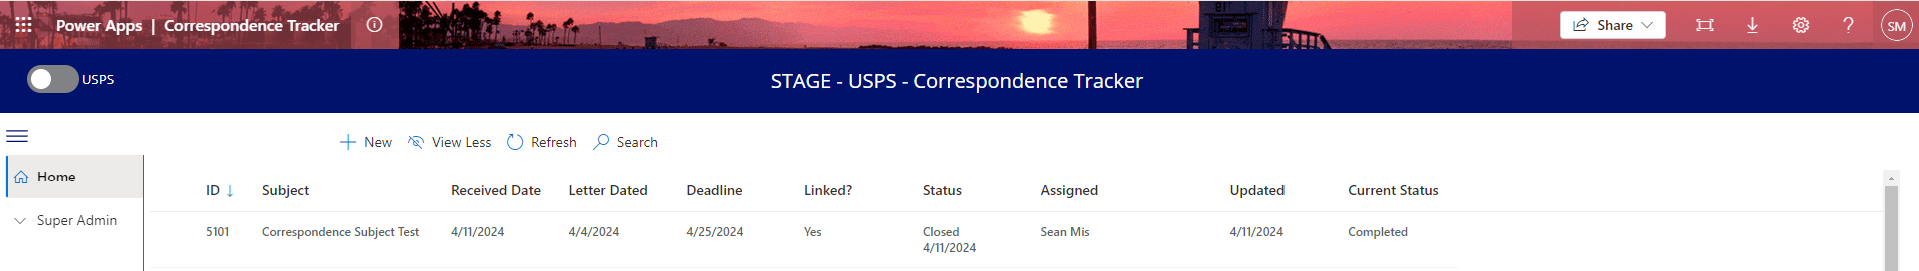 Power Apps | Correspondence Tracker
Share
SM
USPS
STAGE - USPS - Correspondence Tracker
New View Less Refresh Search
Home
Super Admin
ID Subject Received Date Letter Dated Deadline Linked? Status Assigned Updated Current Status
5101 Correspondence Subject Test 4/11/2024 4/4/2024 4/25/2024 Yes Closed Sean Mis 4/11/2024 Completed
4/11/2024